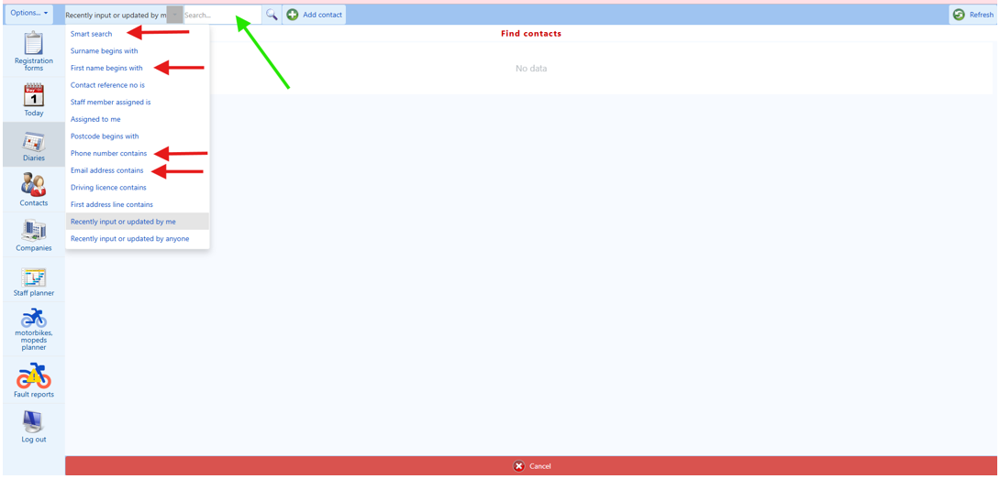 Options...
Recently input or updated by m
Search...
Add contact
Refresh
Find contacts
No data
Smart search
Surname begins with
First name begins with
Contact reference no is
Staff member assigned is
Assigned to me
Postcode begins with
Phone number contains
Email address contains
Driving licence contains
First address line contains
Recently input or updated by me
Recently input or updated by anyone
Registration
forms
Day
1
Today
Diaries
Contacts
Companies
Staff planner
motorbikes,
mopeds
planner
Fault reports
Log out
Cancel